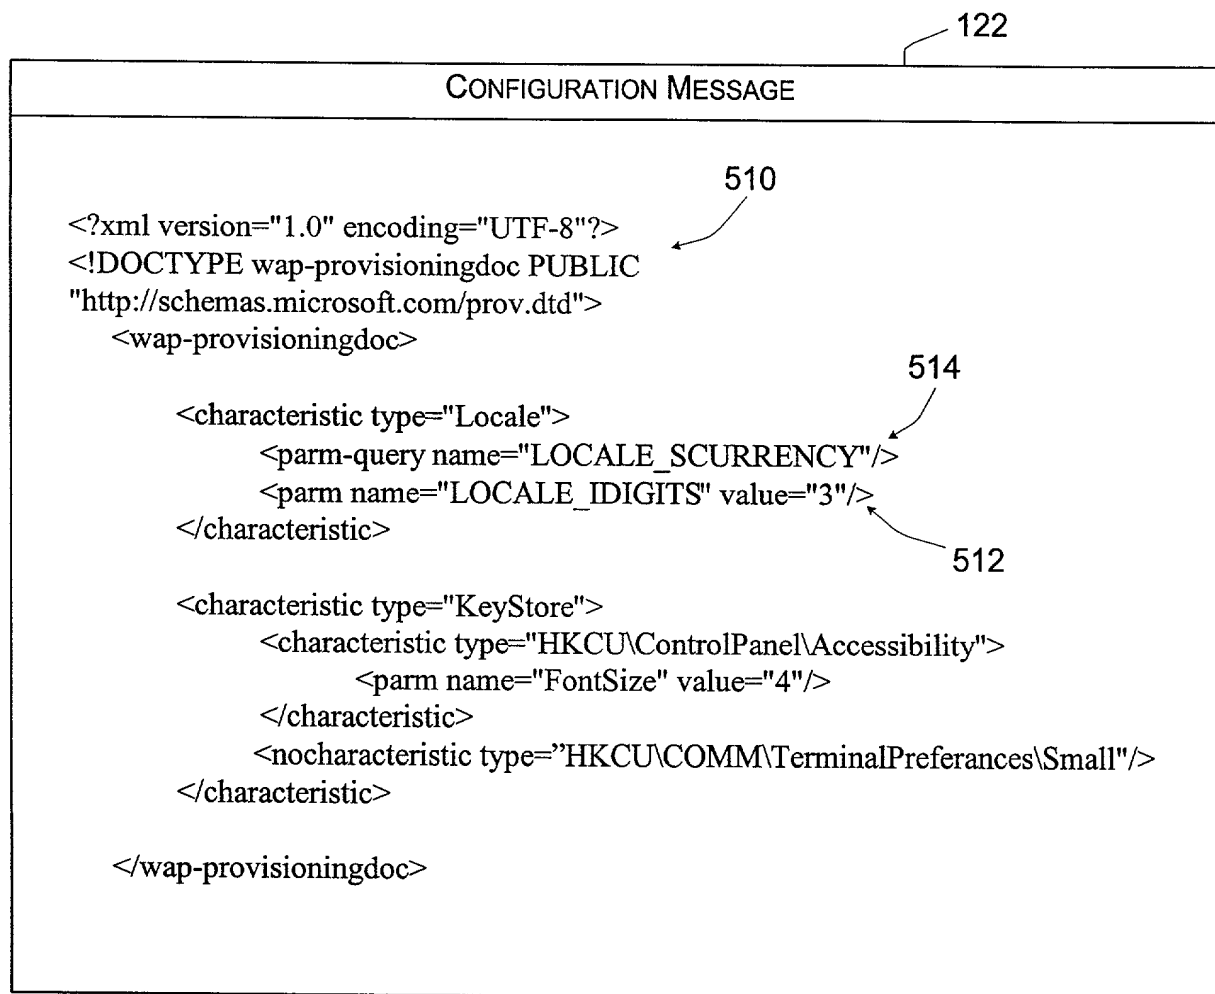 122
CONFIGURATION MESSAGE
510
<?xml version="1.0" encoding="UTF-8"?>
<!DOCTYPE wap-provisioningdoc PUBLIC
"http://schemas.microsoft.com/prov.dtd">
<wap-provisioningdoc>
514
<characteristic type="Locale">
<parm-query name="LOCALE_SCURRENCY"/>
<parm name="LOCALE_IDIGITS" value="3"/>
</characteristic>
512
<characteristic type="KeyStore">
<characteristic type="HKCU\ControlPanel\Accessibility">
<parm name="FontSize" value="4"/>
</characteristic>
<nocharacteristic type=”HKCU\COMM\TerminalPreferances\Small"/>
</characteristic>
</wap-provisioningdoc>